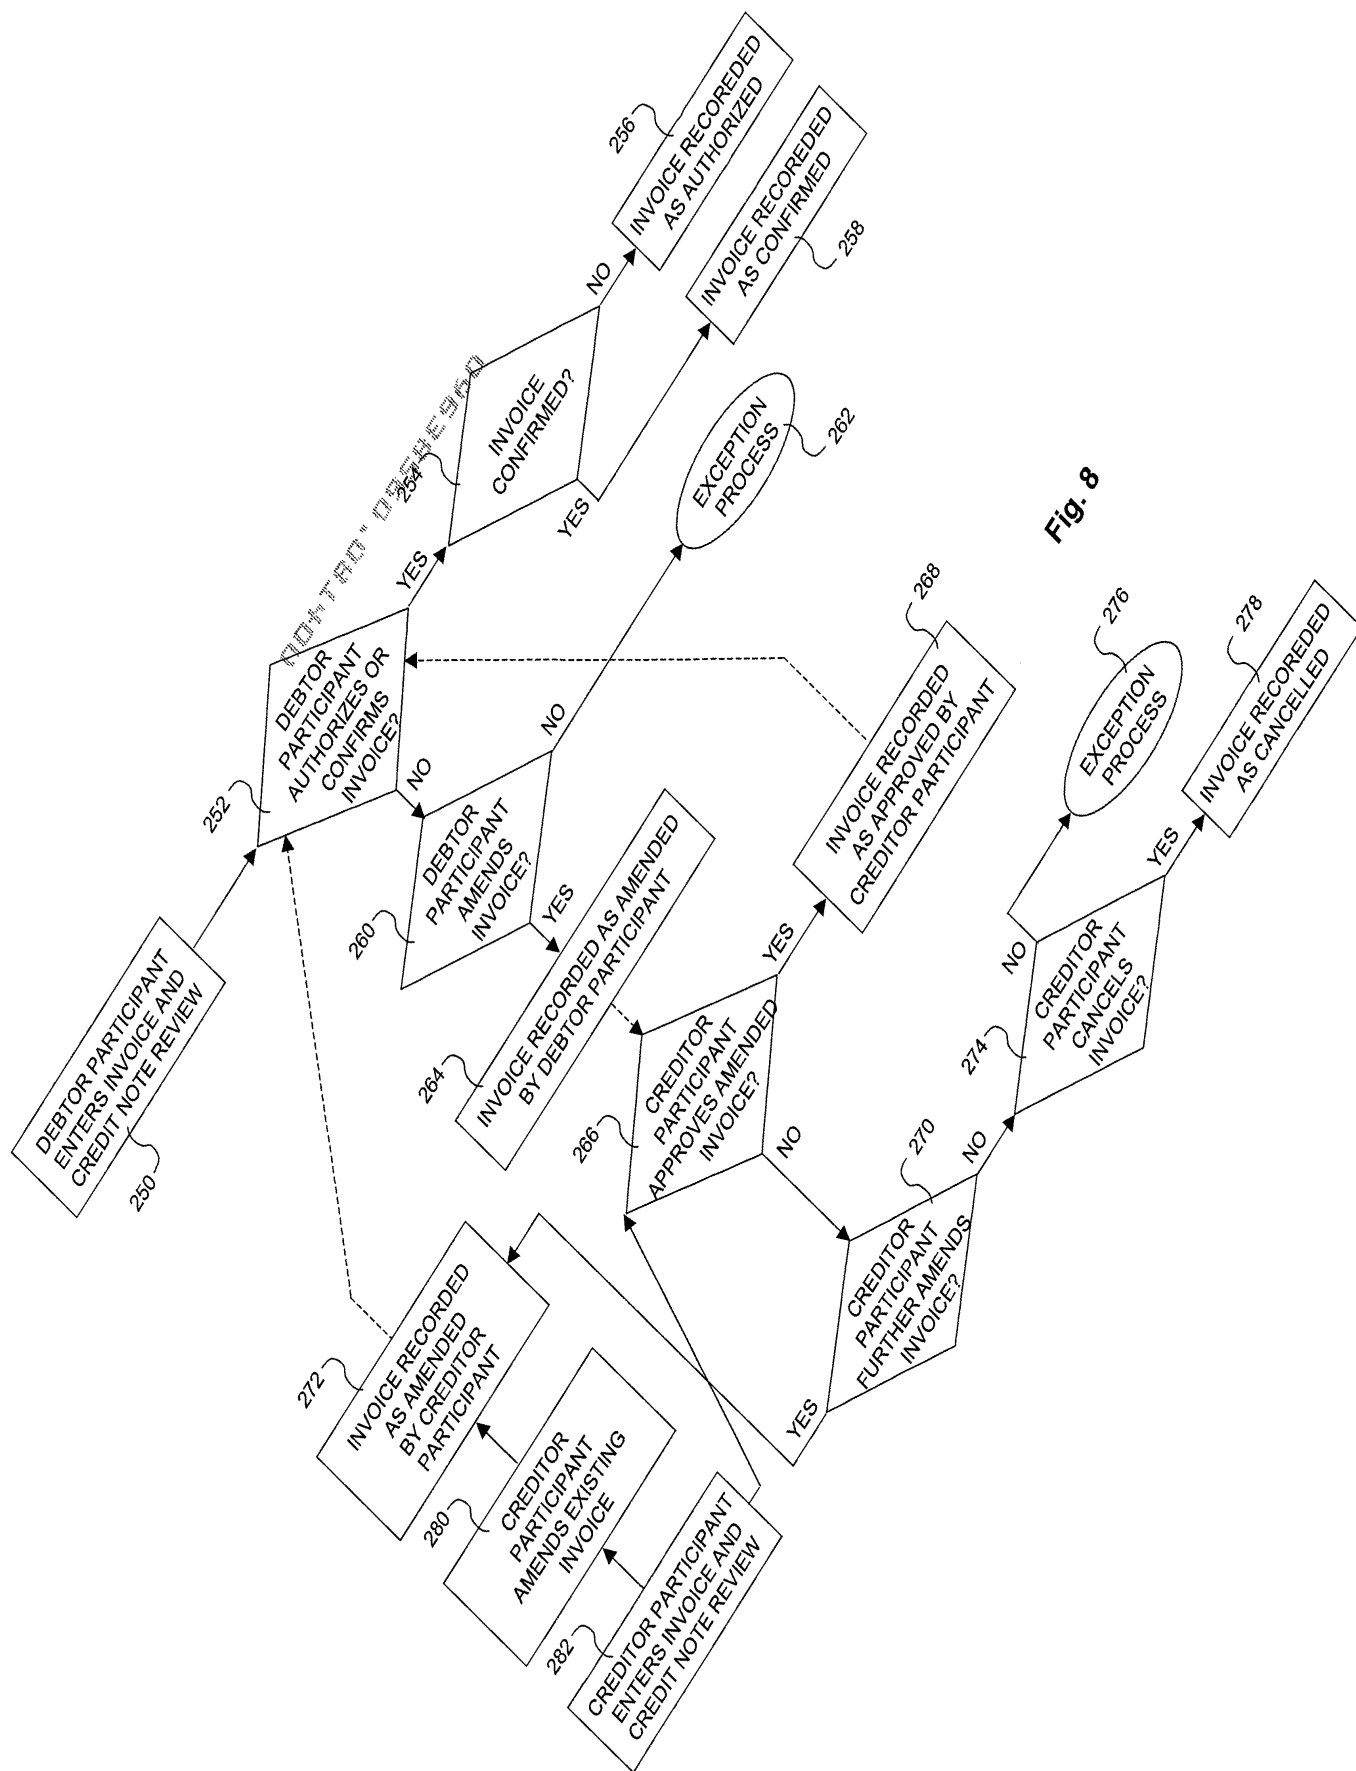 DEBTOR PARTICIPANT
ENTERS INVOICE AND
CREDIT NOTE REVIEW
250
252
DEBTOR
PARTICIPANT
AUTHORIZES OR
CONFIRMS
INVOICE?
YES
NO
254
INVOICE
CONFIRMED?
NO
YES
256
INVOICE RECOREDED
AS AUTHORIZED
INVOICE RECOREDED
AS CONFIRMED
258
260
DEBTOR
PARTICIPANT
AMENDS
INVOICE?
NO
YES
EXCEPTION
PROCESS
262
264
INVOICE RECORDED AS AMENDED
BY DEBTOR PARTICIPANT
266
CREDITOR
PARTICIPANT
APPROVES AMENDED
INVOICE?
YES
NO
268
INVOICE RECORDED
AS APPROVED BY
CREDITOR PARTICIPANT
270
CREDITOR
PARTICIPANT
FURTHER AMENDS
INVOICE?
YES
NO
272
INVOICE RECORDED
AS AMENDED
BY CREDITOR
PARTICIPANT
274
CREDITOR
PARTICIPANT
CANCELS
INVOICE?
NO
YES
276
EXCEPTION
PROCESS
278
INVOICE RECOREDED
AS CANCELLED
280
CREDITOR
PARTICIPANT
AMENDS EXISTING
INVOICE
282
CREDITOR PARTICIPANT
ENTERS INVOICE AND
CREDIT NOTE REVIEW
Fig. 8